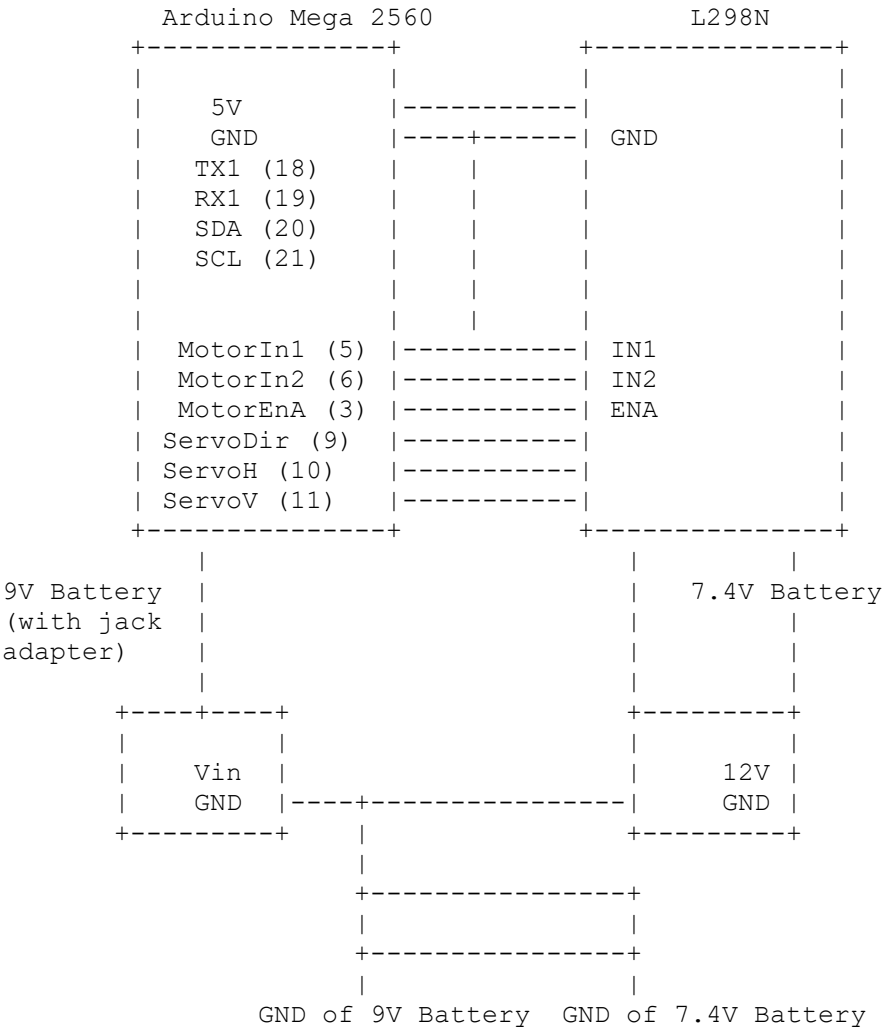 Arduino Mega 2560 L298N
5V
GND GND
TX1 (18)
RX1 (19)
SDA (20)
SCL (21)
MotorIn1 (5) IN1
MotorIn2 (6) IN2
MotorEnA (3) ENA
ServoDir (9)
ServoH (10)
ServoV (11)
9V Battery 7.4V Battery
(with jack
adapter)
Vin 12V
GND GND
GND of 9V Battery GND of 7.4V Battery